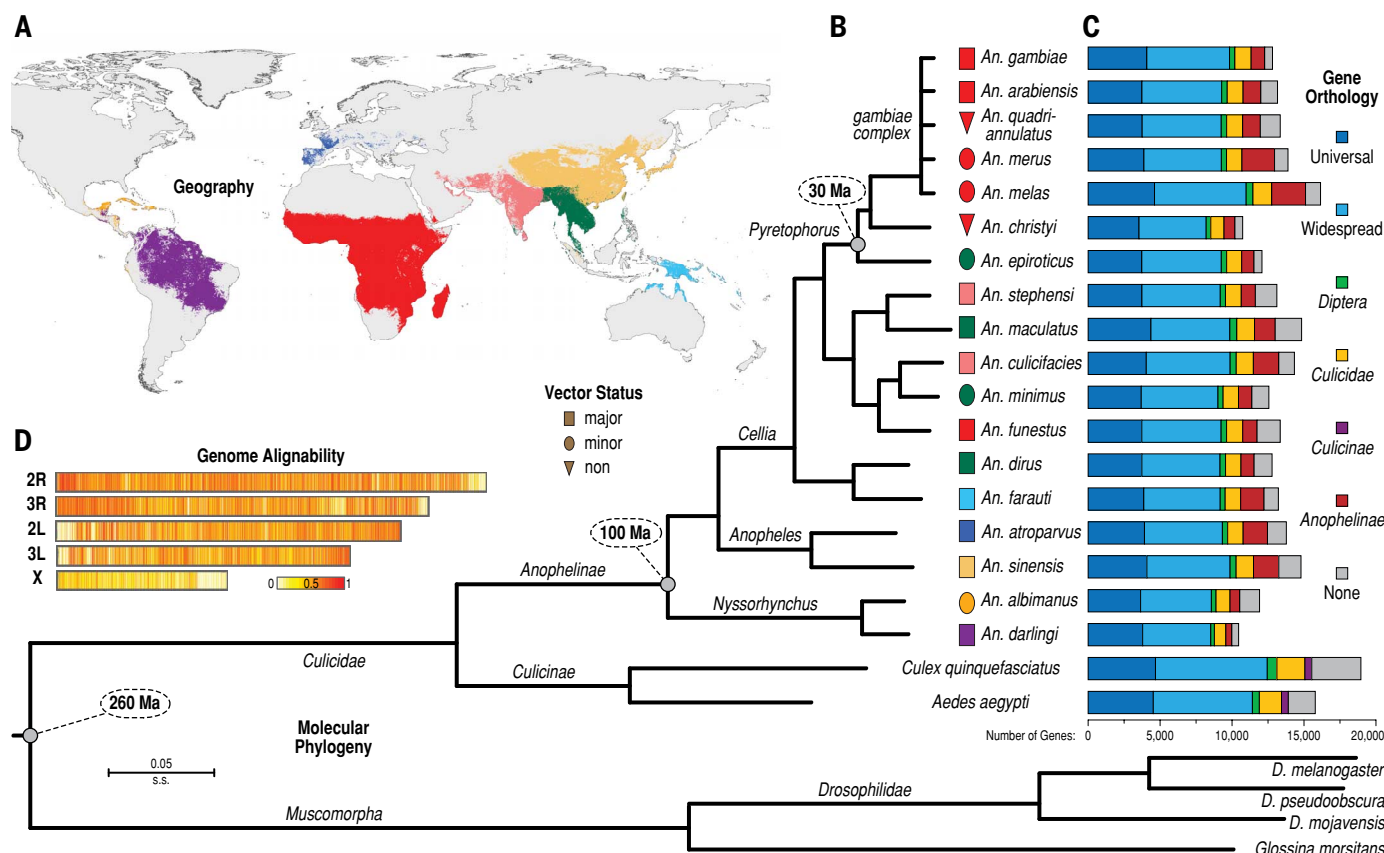 A
Geography
Vector Status
major
minor
non
B
gambiae
complex
30 Ma
Pyretophorus
Cellia
100 Ma
Anopheles
Anophelinae
Nyssorhynchus
Culicidae
Culicinae
260 Ma
Molecular
Phylogeny
0.05
s.s.
Muscomorpha
Drosophilidae
An. gambiae
An. arabiensis
An. quadri-
annulatus
An. merus
An. melas
An. christyi
An. epiroticus
An. stephensi
An. maculatus
An. culicifacies
An. minimus
An. funestus
An. dirus
An. farauti
An. atroparvus
An. sinensis
An. albimanus
An. darlingi
Culex quinquefasciatus
Aedes aegypti
D. melanogaster
D. pseudoobscura
D. mojavensis
Glossina morsitans
C
Gene
Orthology
Universal
Widespread
Diptera
Culicidae
Culicinae
Anophelinae
None
Number of Genes: 0 5,000 10,000 15,000 20,000
D
Genome Alignability
2R
3R
2L
3L
X
0 0.5 1